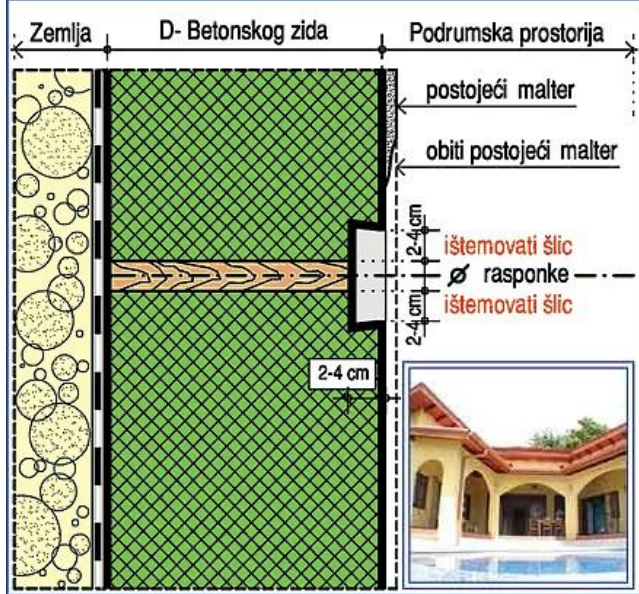 Zemlja
D- Betonskog zida
Podrumska prostorija
postojeći malter
obiti postojeći malter
2-4 cm
ištemovati šlic
ø rasponke
ištemovati šlic
2-4 cm
2-4 cm